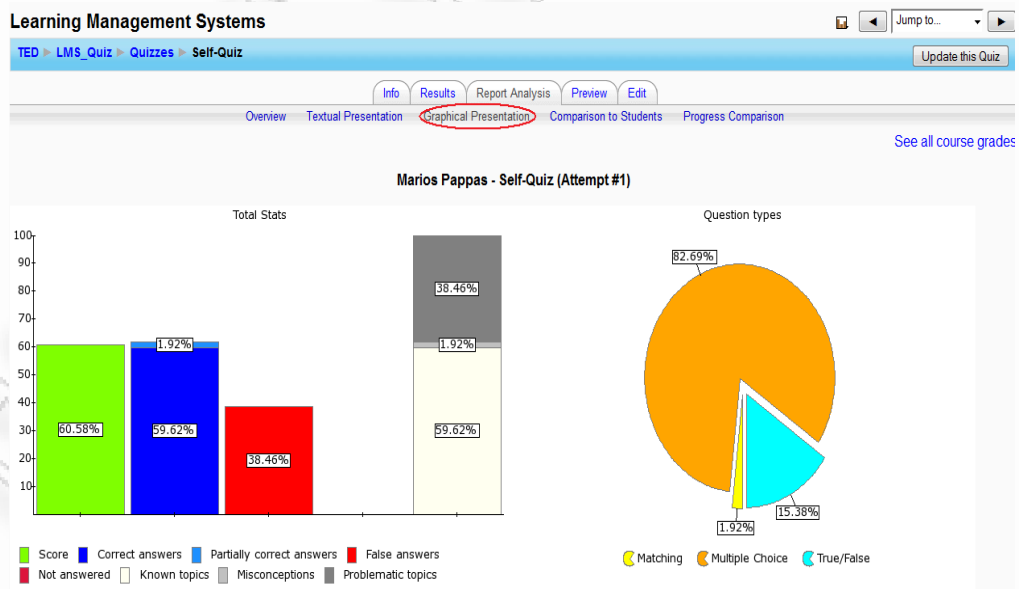 Learning Management Systems
Jump to...
TED ► LMS_Quiz ► Quizzes ► Self-Quiz
Update this Quiz
Info Results Report Analysis Preview Edit
Overview Textual Presentation Graphical Presentation Comparison to Students Progress Comparison
See all course grades
Marios Pappas - Self-Quiz (Attempt #1)
Total Stats
100
90
80
70
60
50
40
30
20
10
60.58%
1.92%
59.62%
38.46%
38.46%
1.92%
59.62%
Score Correct answers Partially correct answers False answers
Not answered Known topics Misconceptions Problematic topics
Question types
82.69%
15.38%
1.92%
Matching Multiple Choice True/False